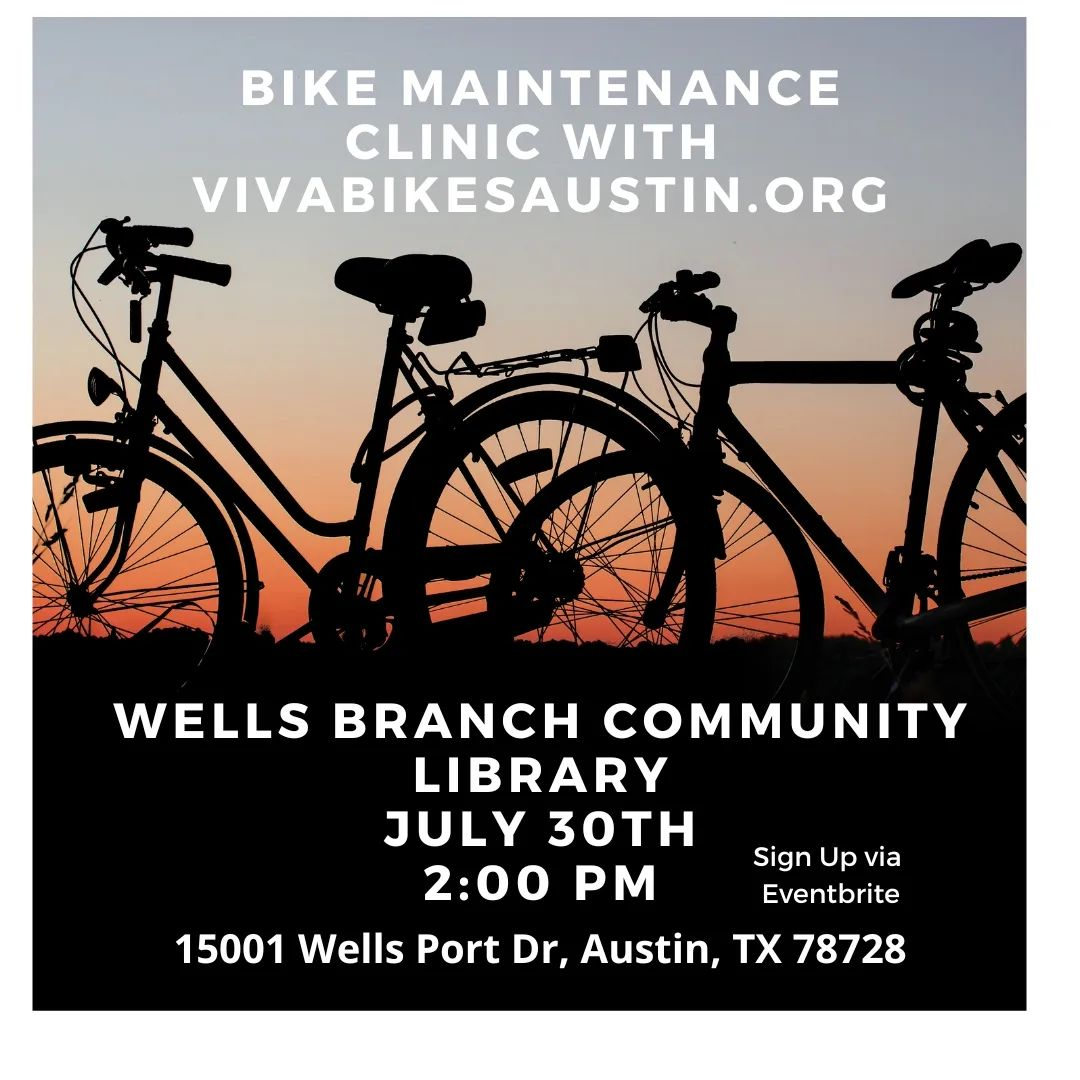 BIKE MAINTENANCE
CLINIC WITH
VIVABIKESAUSTIN.ORG
WELLS BRANCH COMMUNITY
LIBRARY
JULY 30TH
2:00 PM
Sign Up via
Eventbrite
15001 Wells Port Dr, Austin, TX 78728